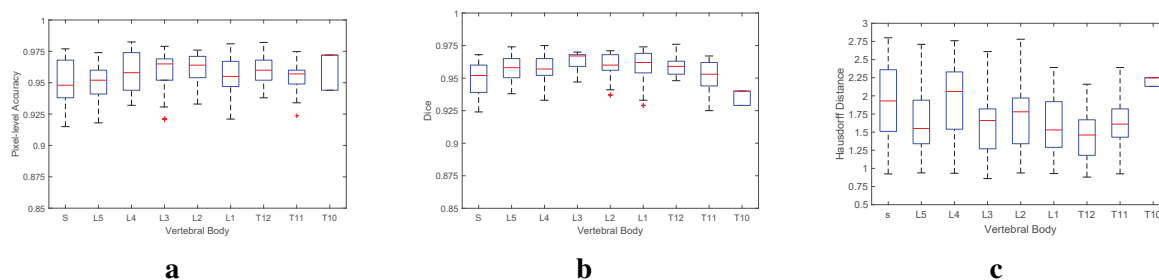 1
0.975
0.95
0.925
0.9
0.875
0.85
Pixel-level Accuracy
S L5 L4 L3 L2 L1 T12 T11 T10
Vertebral Body
a
1
0.975
0.95
0.925
0.9
0.875
0.85
Dice
S L5 L4 L3 L2 L1 T12 T11 T10
Vertebral Body
b
3
2.75
2.5
2.25
2
1.75
1.5
1.25
1
0.75
0.5
Hausdorff Distance
s L5 L4 L3 L2 L1 T12 T11 T10
Vertebral Body
c